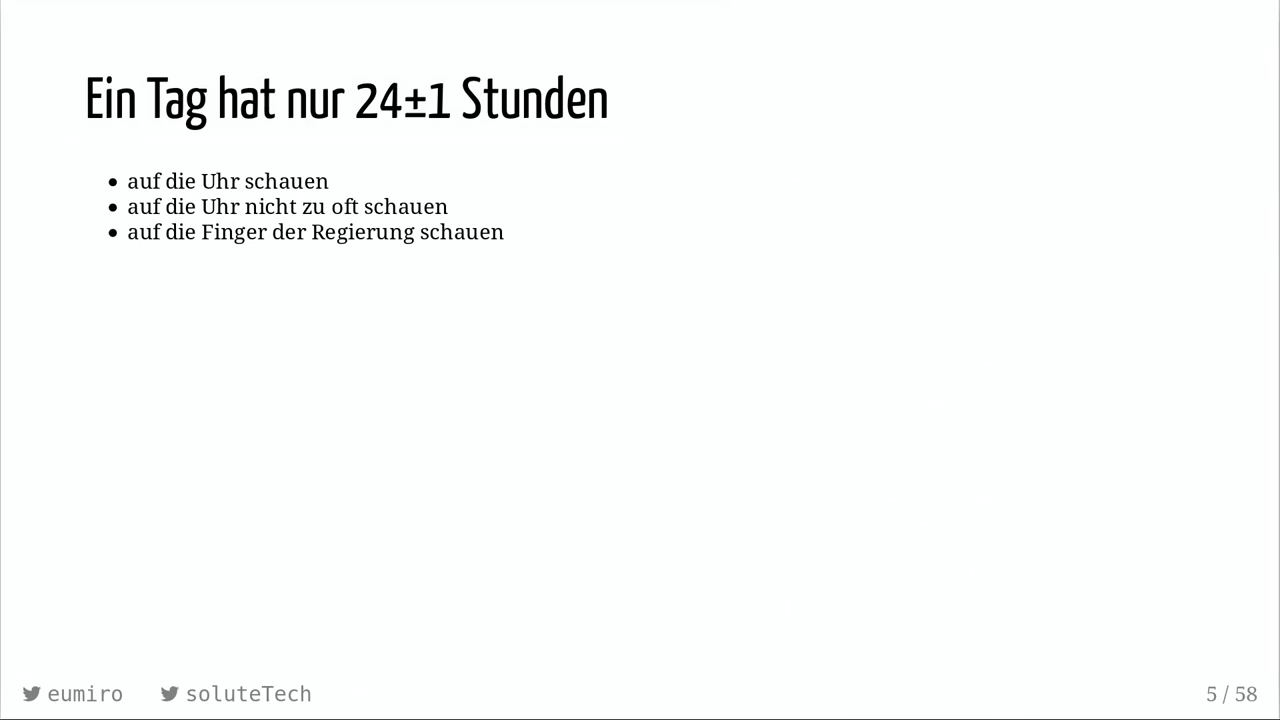 Ein Tag hat nur 24±1 Stunden
• auf die Uhr schauen
• auf die Uhr nicht zu oft schauen
• auf die Finger der Regierung schauen
eumiro soluteTech
5 / 58